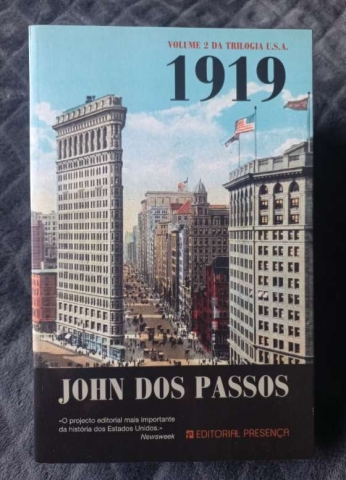 VOLUME 2 DA TRILOGIA U.S.A.
1919
JOHN DOS PASSOS
«O projecto editorial mais importante
da história dos Estados Unidos.»
Newsweek
EDITORIAL PRESENÇA